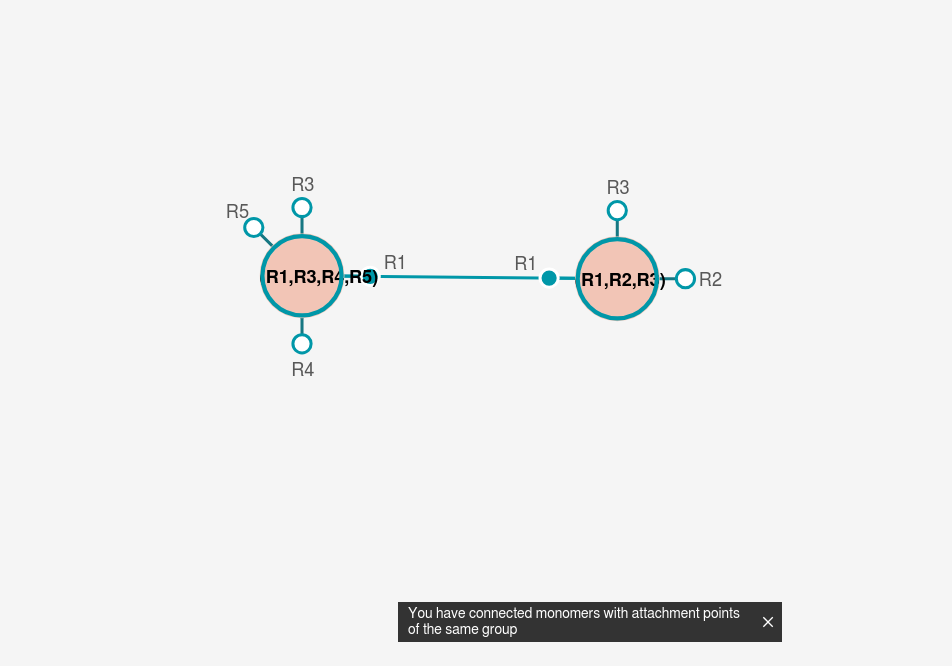 R3
R3
R5
R1
R1
(R1,R3,R4,R5)
(R1,R2,R3)
R2
R4
You have connected monomers with attachment points
of the same group